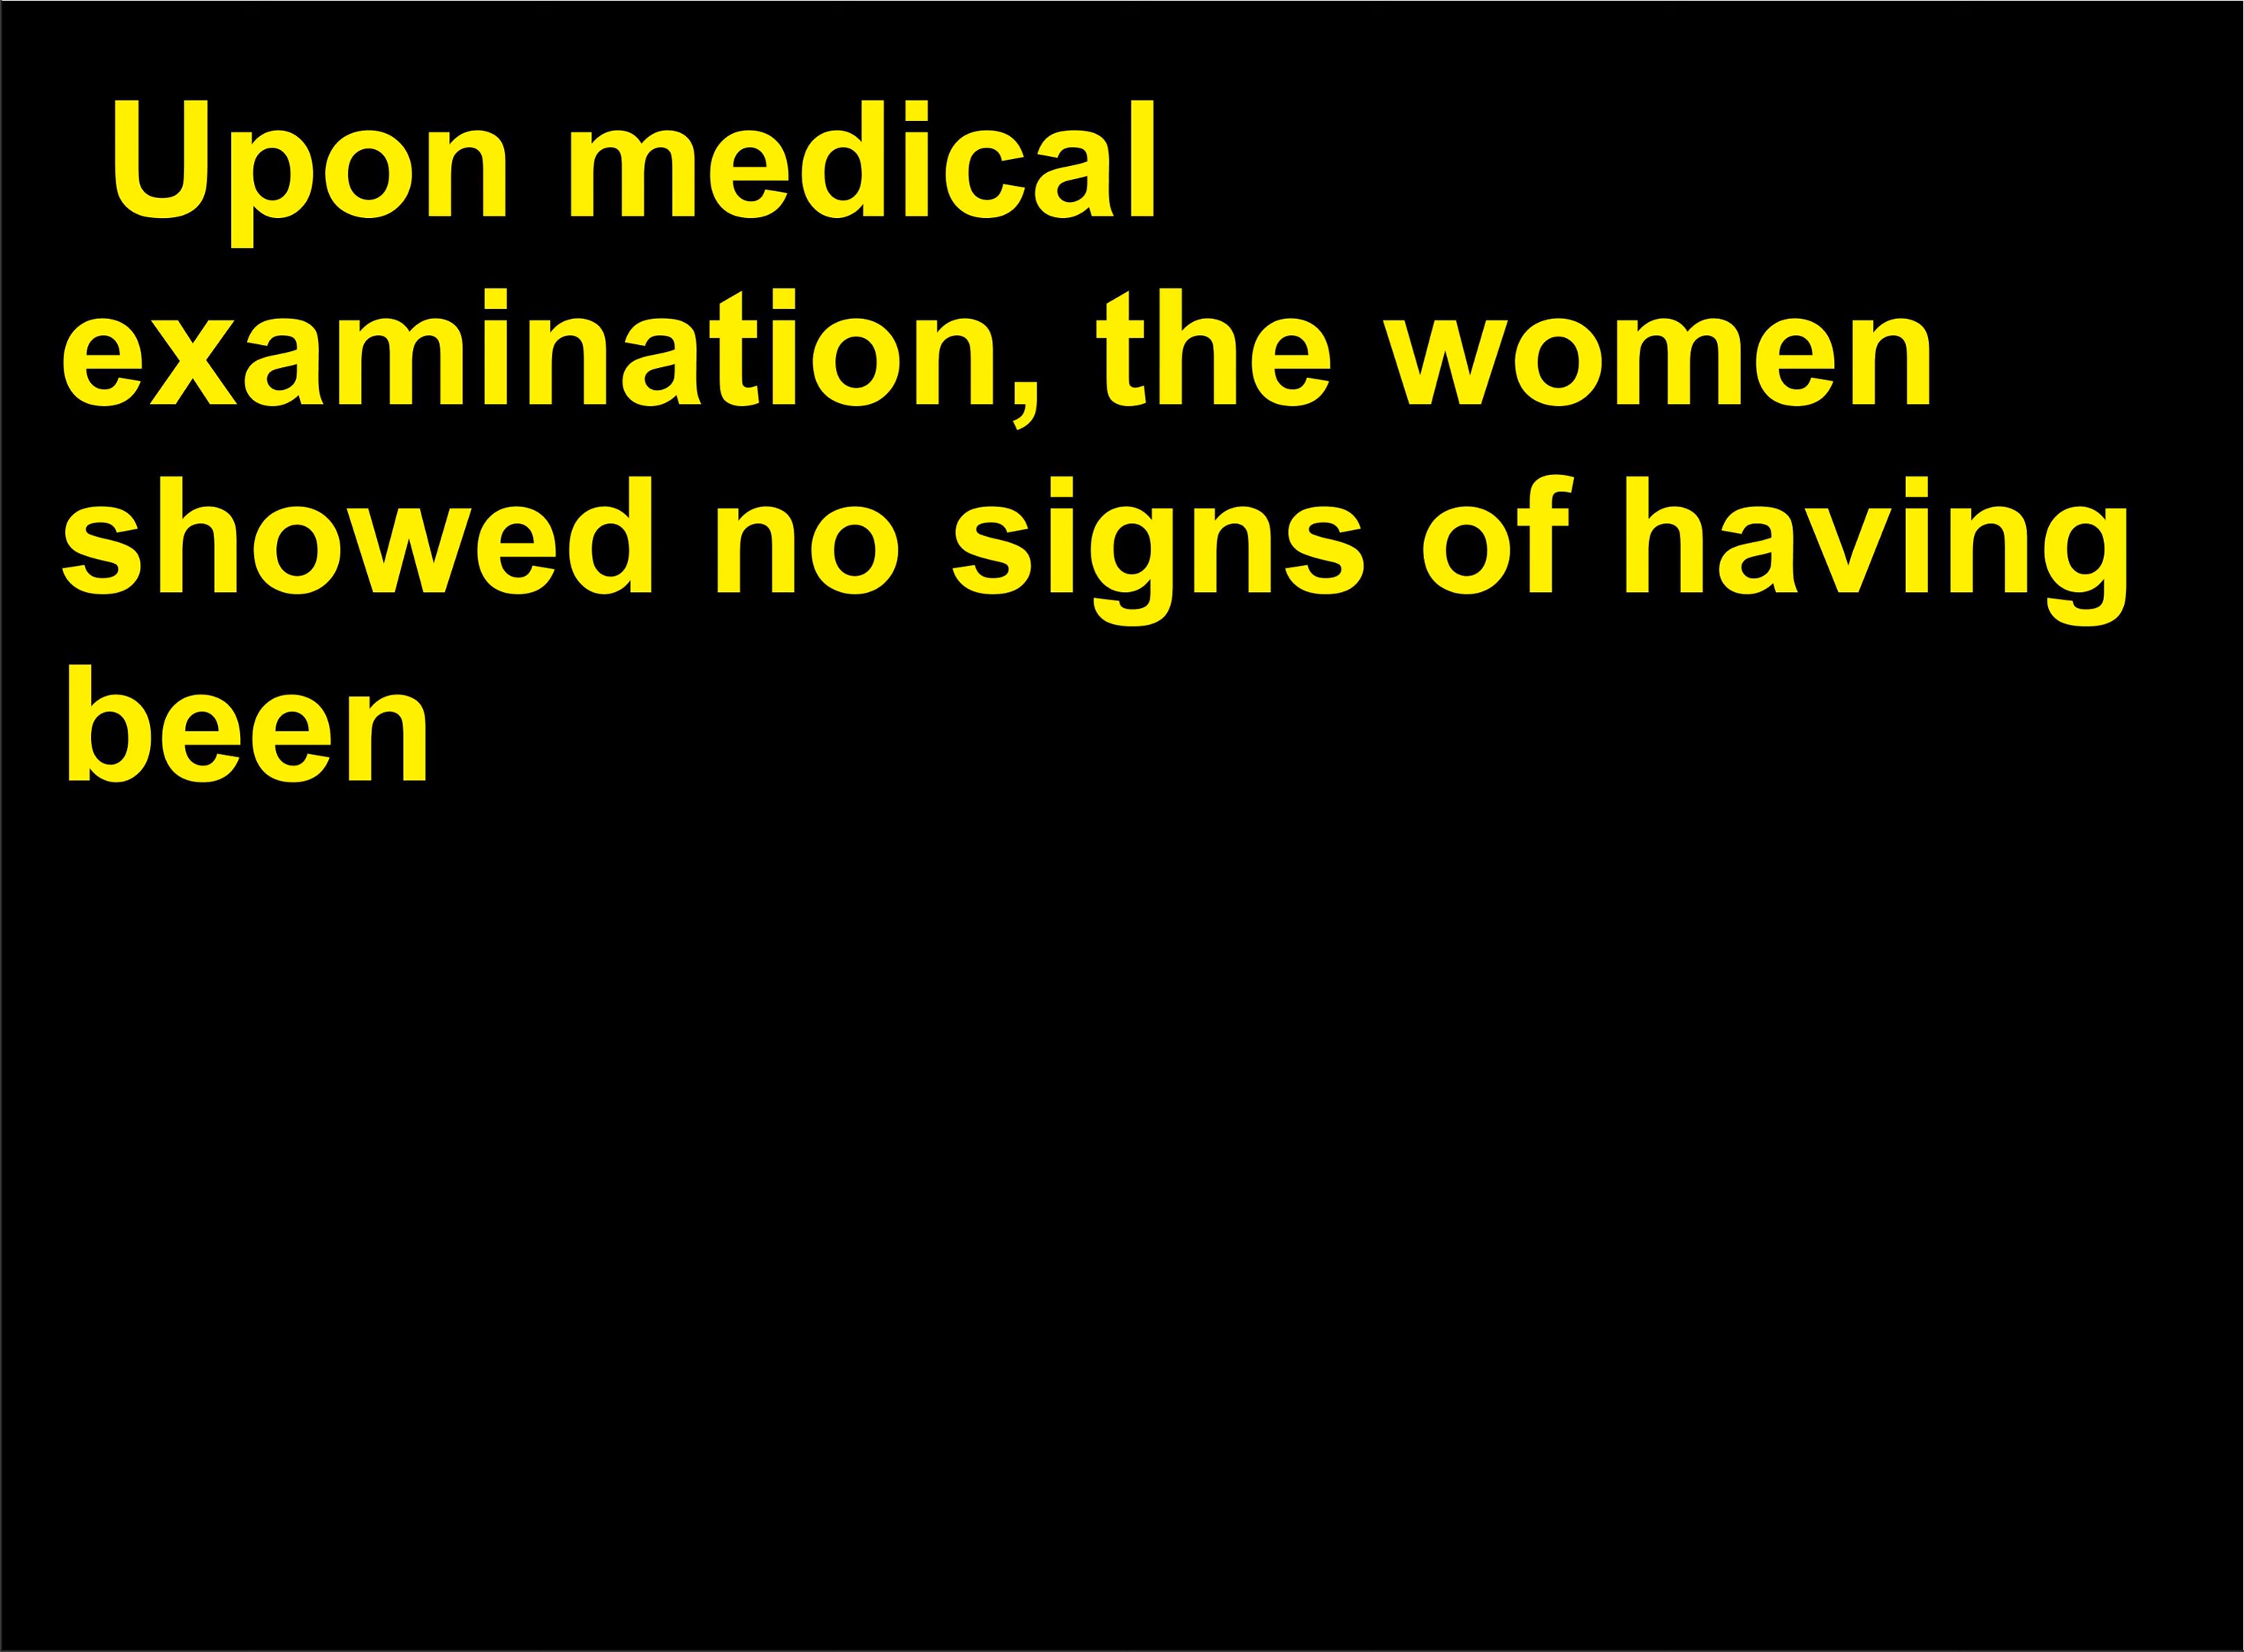 Upon medical
examination, the women
showed no signs of having
been